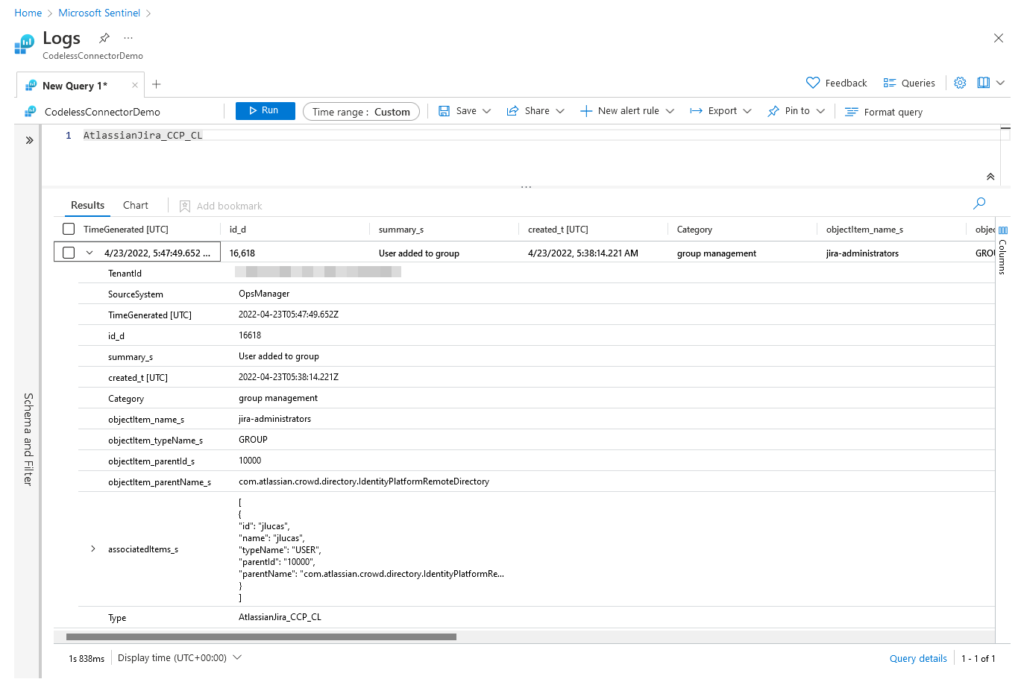 Home > Microsoft Sentinel >
Logs ...
CodelessConnectorDemo
New Query 1* × +
Feedback Queries
CodelessConnectorDemo Run Time range : Custom Save Share New alert rule Export Pin to Format query
1 AtlassianJira_CCP_CL
...
Results Chart Add bookmark
TimeGenerated [UTC] id_d summary_s created_t [UTC] Category objectItem_name_s objec
4/23/2022, 5:47:49.652 ... 16,618 User added to group 4/23/2022, 5:38:14.221 AM group management jira-administrators GROU
Columns
TenantId
SourceSystem OpsManager
TimeGenerated [UTC] 2022-04-23T05:47:49.652Z
id_d 16618
summary_s User added to group
created_t [UTC] 2022-04-23T05:38:14.221Z
Category group management
objectItem_name_s jira-administrators
objectItem_typeName_s GROUP
objectItem_parentId_s 10000
objectItem_parentName_s com.atlassian.crowd.directory.IdentityPlatformRemoteDirectory
Schema and Filter
[
{
"id": "jlucas",
"name": "jlucas",
"typeName": "USER",
associatedItems_s
"parentId": "10000",
"parentName": "com.atlassian.crowd.directory.IdentityPlatformRe...
}
]
Type AtlassianJira_CCP_CL
1s 838ms Display time (UTC+00:00) Query details 1 - 1 of 1